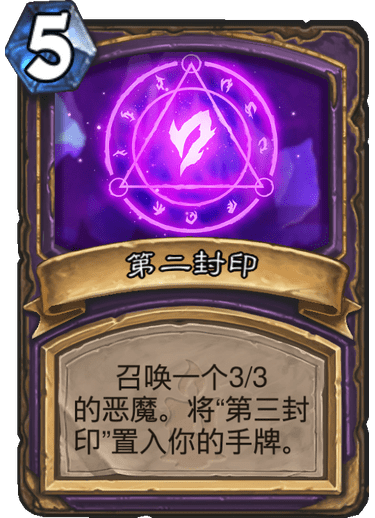 5
第二封印
召唤一个3/3
的恶魔。将“第三封
印”置入你的手牌。